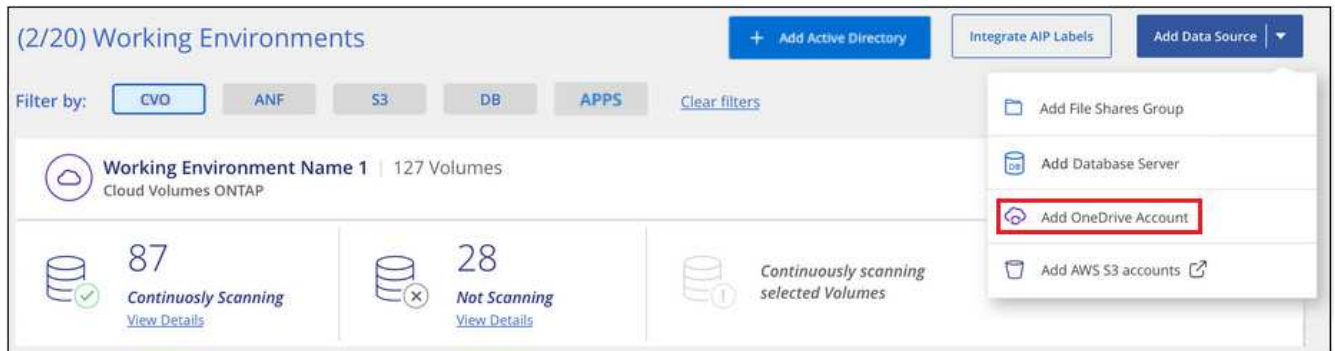 (2/20) Working Environments
+ Add Active Directory
Integrate AIP Labels
Add Data Source
Filter by:
CVO
ANF
S3
DB
APPS
Clear filters
Add File Shares Group
DB
Add Database Server
Add OneDrive Account
Add AWS S3 accounts
Working Environment Name 1 | 127 Volumes
Cloud Volumes ONTAP
87
Continuosly Scanning
View Details
28
Not Scanning
View Details
Continuously scanning
selected Volumes